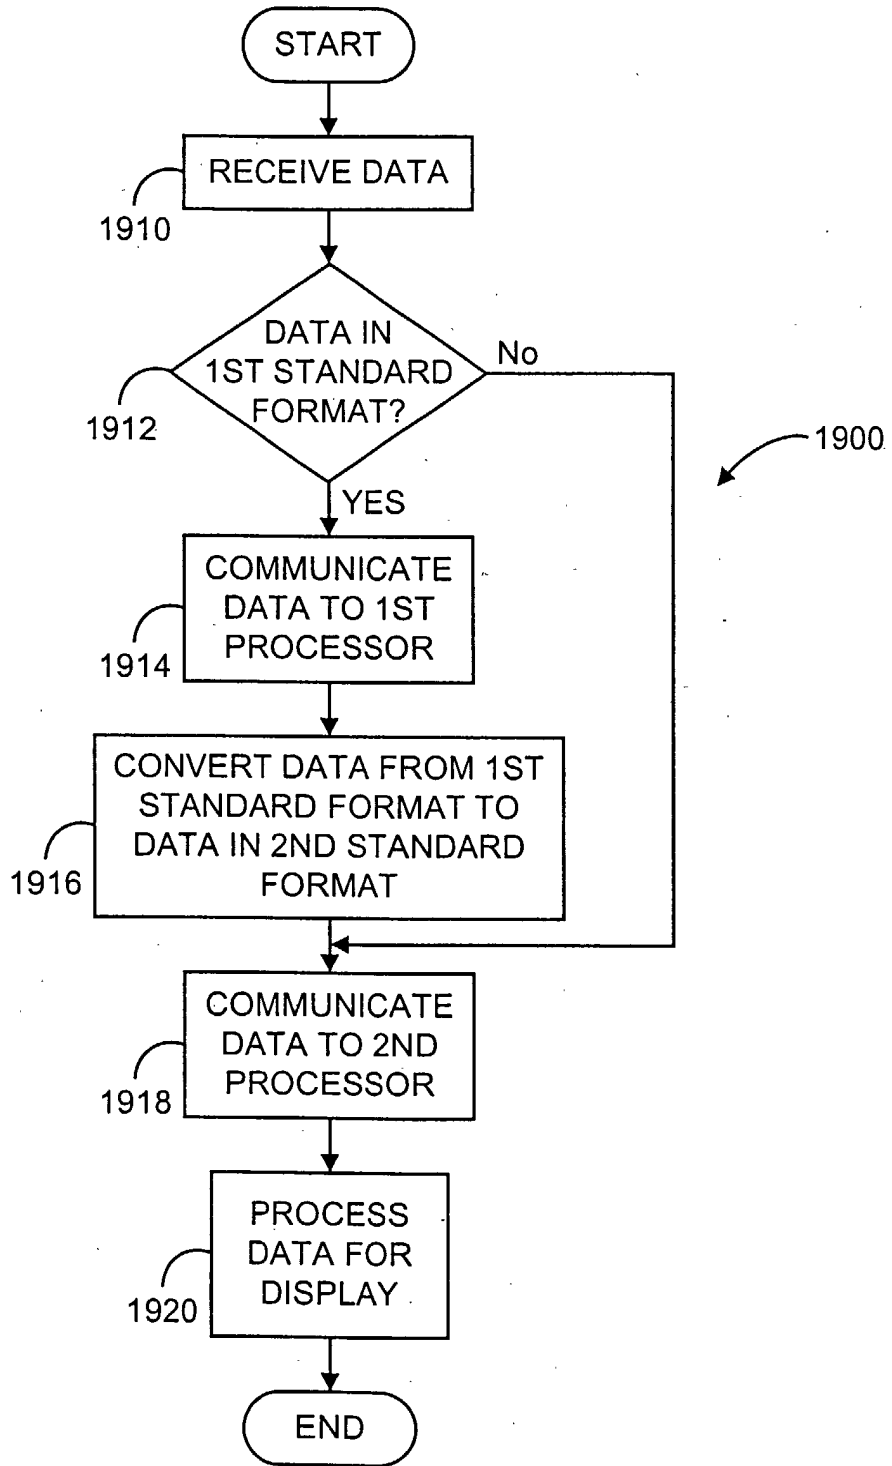 START
RECEIVE DATA
1910
DATA IN
1ST STANDARD
FORMAT?
No
1912
1900
YES
COMMUNICATE
DATA TO 1ST
PROCESSOR
1914
CONVERT DATA FROM 1ST
STANDARD FORMAT TO
DATA IN 2ND STANDARD
FORMAT
1916
COMMUNICATE
DATA TO 2ND
PROCESSOR
1918
PROCESS
DATA FOR
DISPLAY
1920
END